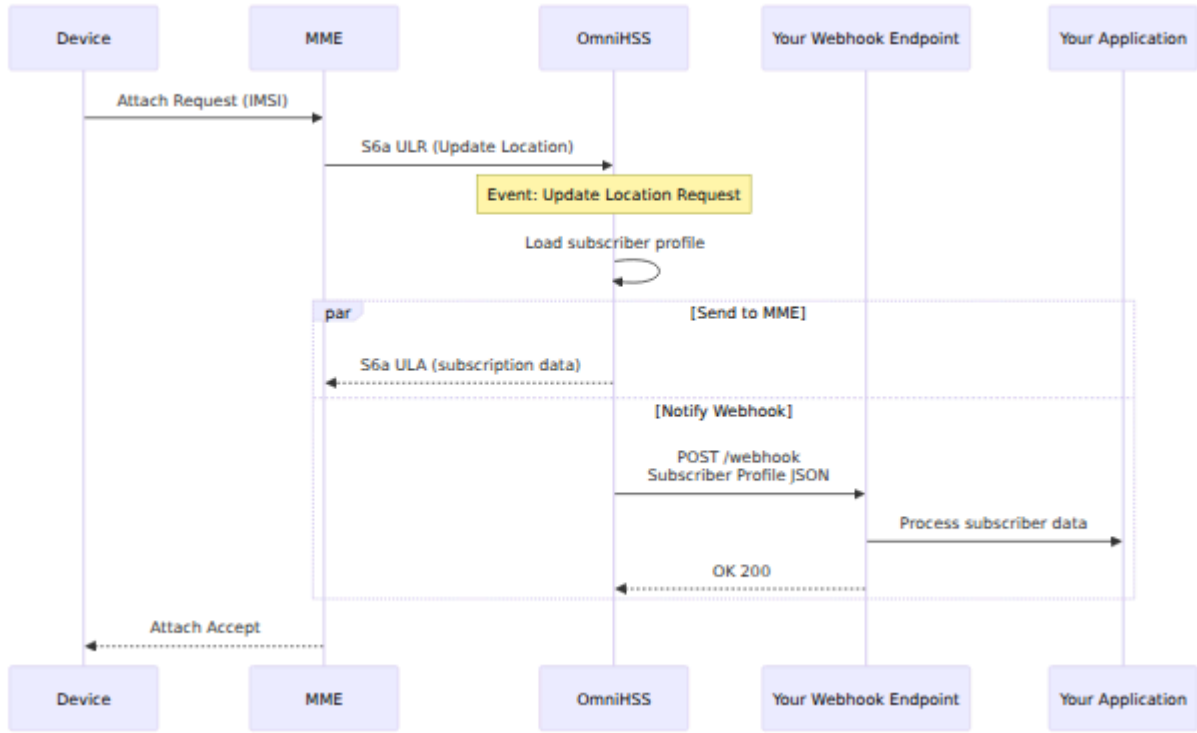 Device
MME
OmniHSS
Your Webhook Endpoint
Your Application
Attach Request (IMSI)
S6a ULR (Update Location)
Event: Update Location Request
Load subscriber profile
par
[Send to MME]
S6a ULA (subscription data)
[Notify Webhook]
POST /webhook
Subscriber Profile JSON
Process subscriber data
OK 200
Attach Accept
Device
MME
OmniHSS
Your Webhook Endpoint
Your Application